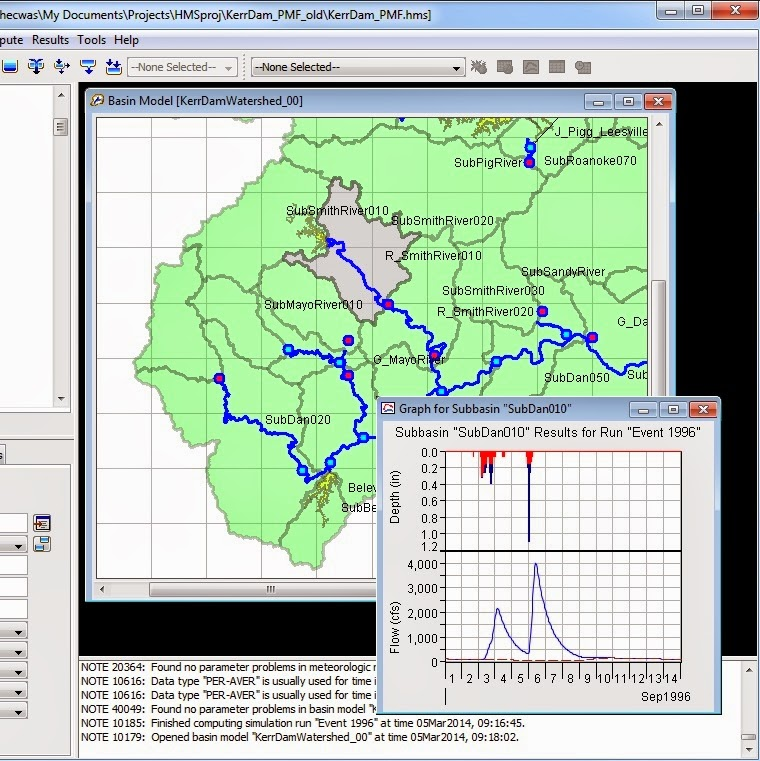 hecwas\My Documents\Projects\HMSproj\KerrDam_PMF_old\KerrDam_PMF.hms]
pute Results Tools Help
--None Selected-- --None Selected--
Basin Model [KerrDamWatershed_00]
J_Pigg_Leesville
SubPigRiver SubRoanoke070
SubSmithRiver010
SubSmithRiver020
R_SmithRiver010
SubSandyRiver
SubSmithRiver030
SubMayoRiver010 R_SmithRiver020
G_Da
G_MayoRiver
SubDan050 Sub
SubDan020
Belev
SubBe
Graph for Subbasin "SubDan010"
Subbasin "SubDan010" Results for Run "Event 1996"
Depth (in)
0.0
0.2
0.4
0.6
0.8
1.0
1.2
Flow (cfs)
4,000
3,000
2,000
1,000
0
1 2 3 4 5 6 7 8 9 10 11 12 13 14
Sep1996
s
NOTE 20364: Found no parameter problems in meteorologic
NOTE 10616: Data type "PER-AVER" is usually used for time i
NOTE 10616: Data type "PER-AVER" is usually used for time i
NOTE 40049: Found no parameter problems in basin model "K
NOTE 10185: Finished computing simulation run "Event 1996" at time 05Mar2014, 09:16:45.
NOTE 10179: Opened basin model "KerrDamWatershed_00" at time 05Mar2014, 09:18:02.